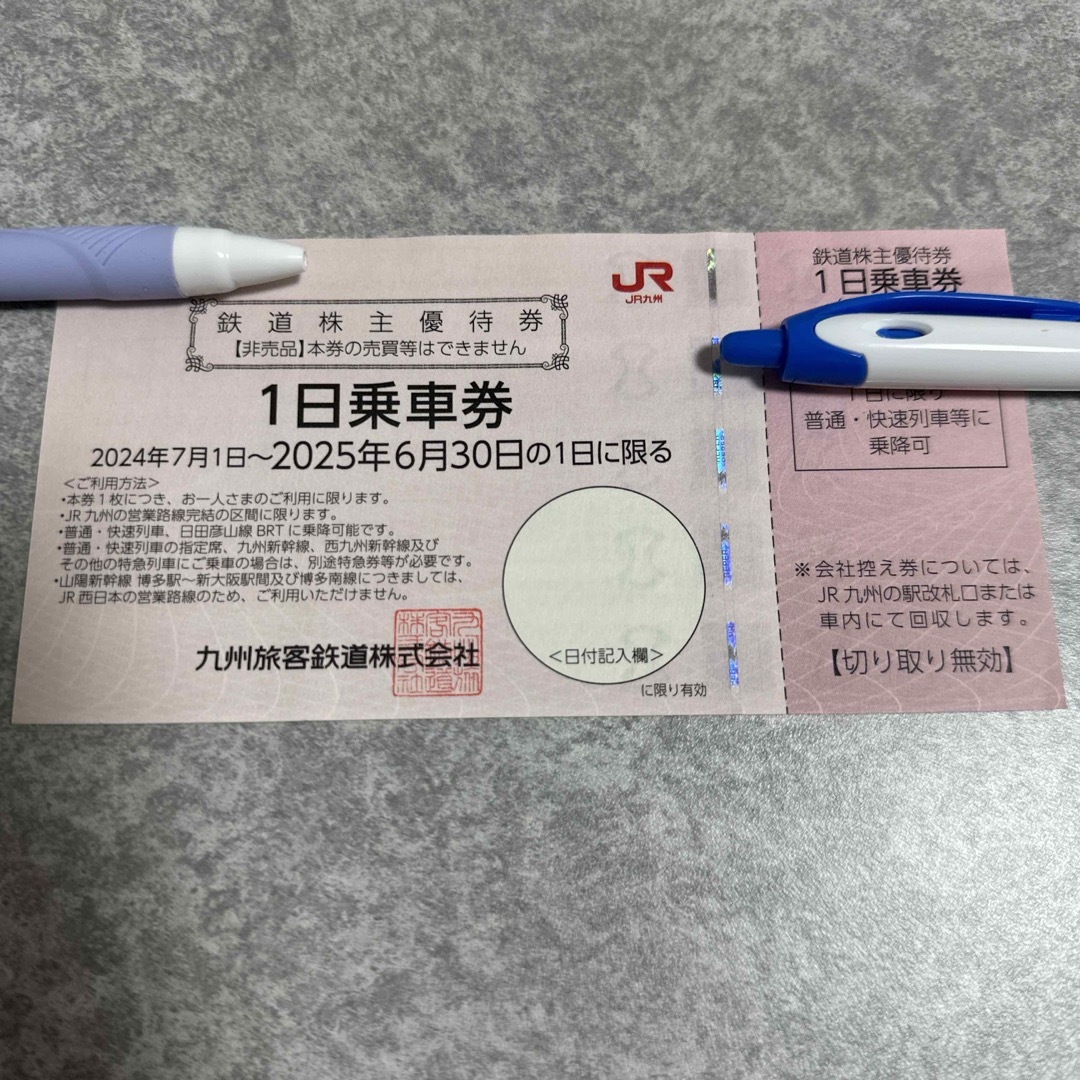 JR
JR九州
鉄道株主優待券
【非売品】本券の売買等はできません
1日乗車券
2024年7月1日〜2025年6月30日の1日に限る
<ご利用方法>
・本券1枚につき、お一人さまのご利用に限ります。
・JR九州の営業路線完結の区間に限ります。
・普通・快速列車、日田彦山線BRTに乗降可能です。
・普通・快速列車の指定席、九州新幹線、西九州新幹線及び
その他の特急列車にご乗車の場合は、別途特急券等が必要です。
・山陽新幹線 博多駅〜新大阪駅間及び博多南線につきましては、
JR西日本の営業路線のため、ご利用いただけません。
九州旅客鉄道株式会社
<日付記入欄>
に限り有効
鉄道株主優待券
1日乗車券
1日に限り
普通・快速列車等に
乗降可
※会社控え券については、
JR九州の駅改札口または
車内にて回収します。
【切り取り無効】